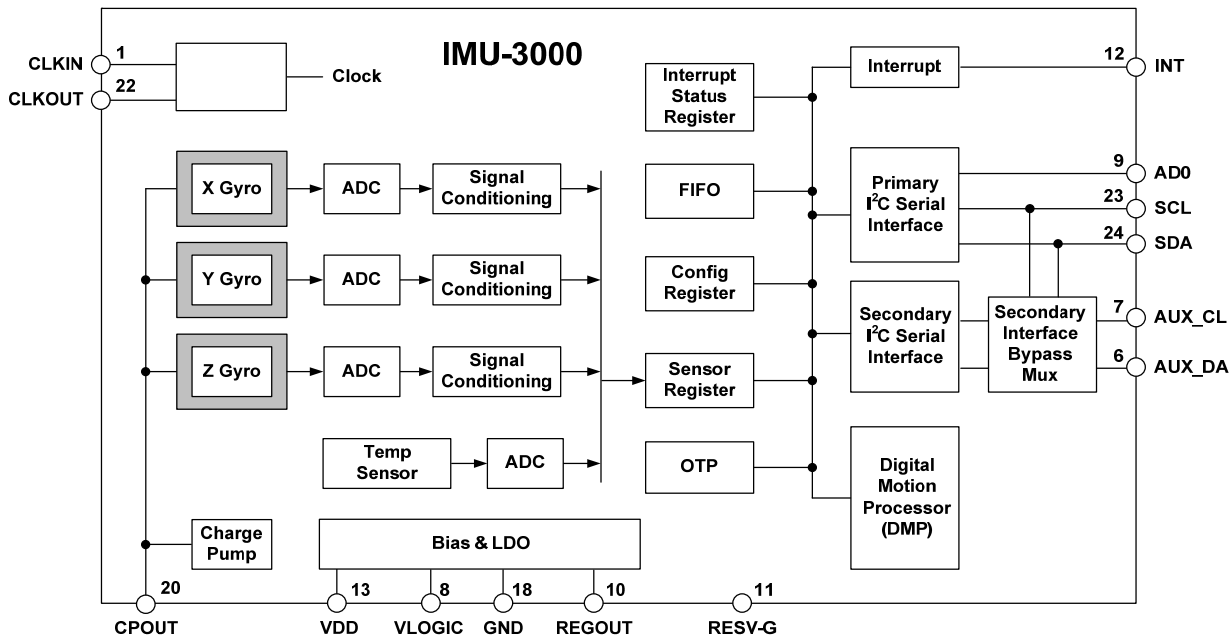 IMU-3000
CLKIN
1
22
CLKOUT
Clock
Interrupt
Status
Register
Interrupt
12
INT
X Gyro
ADC
Signal
Conditioning
FIFO
Primary
I²C Serial
Interface
9
AD0
23
SCL
24
SDA
Y Gyro
ADC
Signal
Conditioning
Config
Register
Secondary
I²C Serial
Interface
Secondary
Interface
Bypass
Mux
7
AUX_CL
6
AUX_DA
Z Gyro
ADC
Signal
Conditioning
Sensor
Register
Temp
Sensor
ADC
OTP
Digital
Motion
Processor
(DMP)
Charge
Pump
Bias & LDO
20
13
8
18
10
11
CPOUT
VDD
VLOGIC
GND
REGOUT
RESV-G